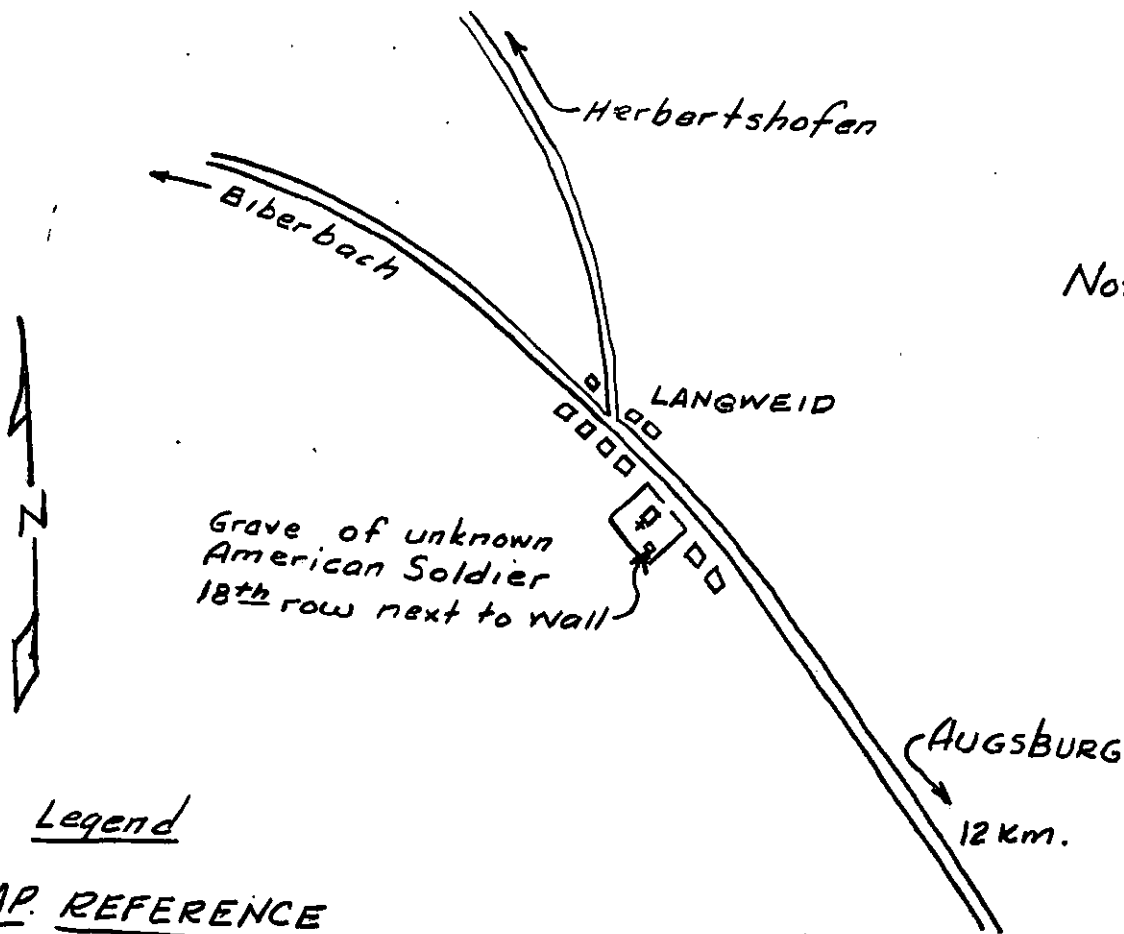 Herbertshofen
Biberbach
LANGWEID
N
Grave of unknown
American Soldier
18th row next to wall
AUGSBURG
12 Km.
Legend
REFERENCE